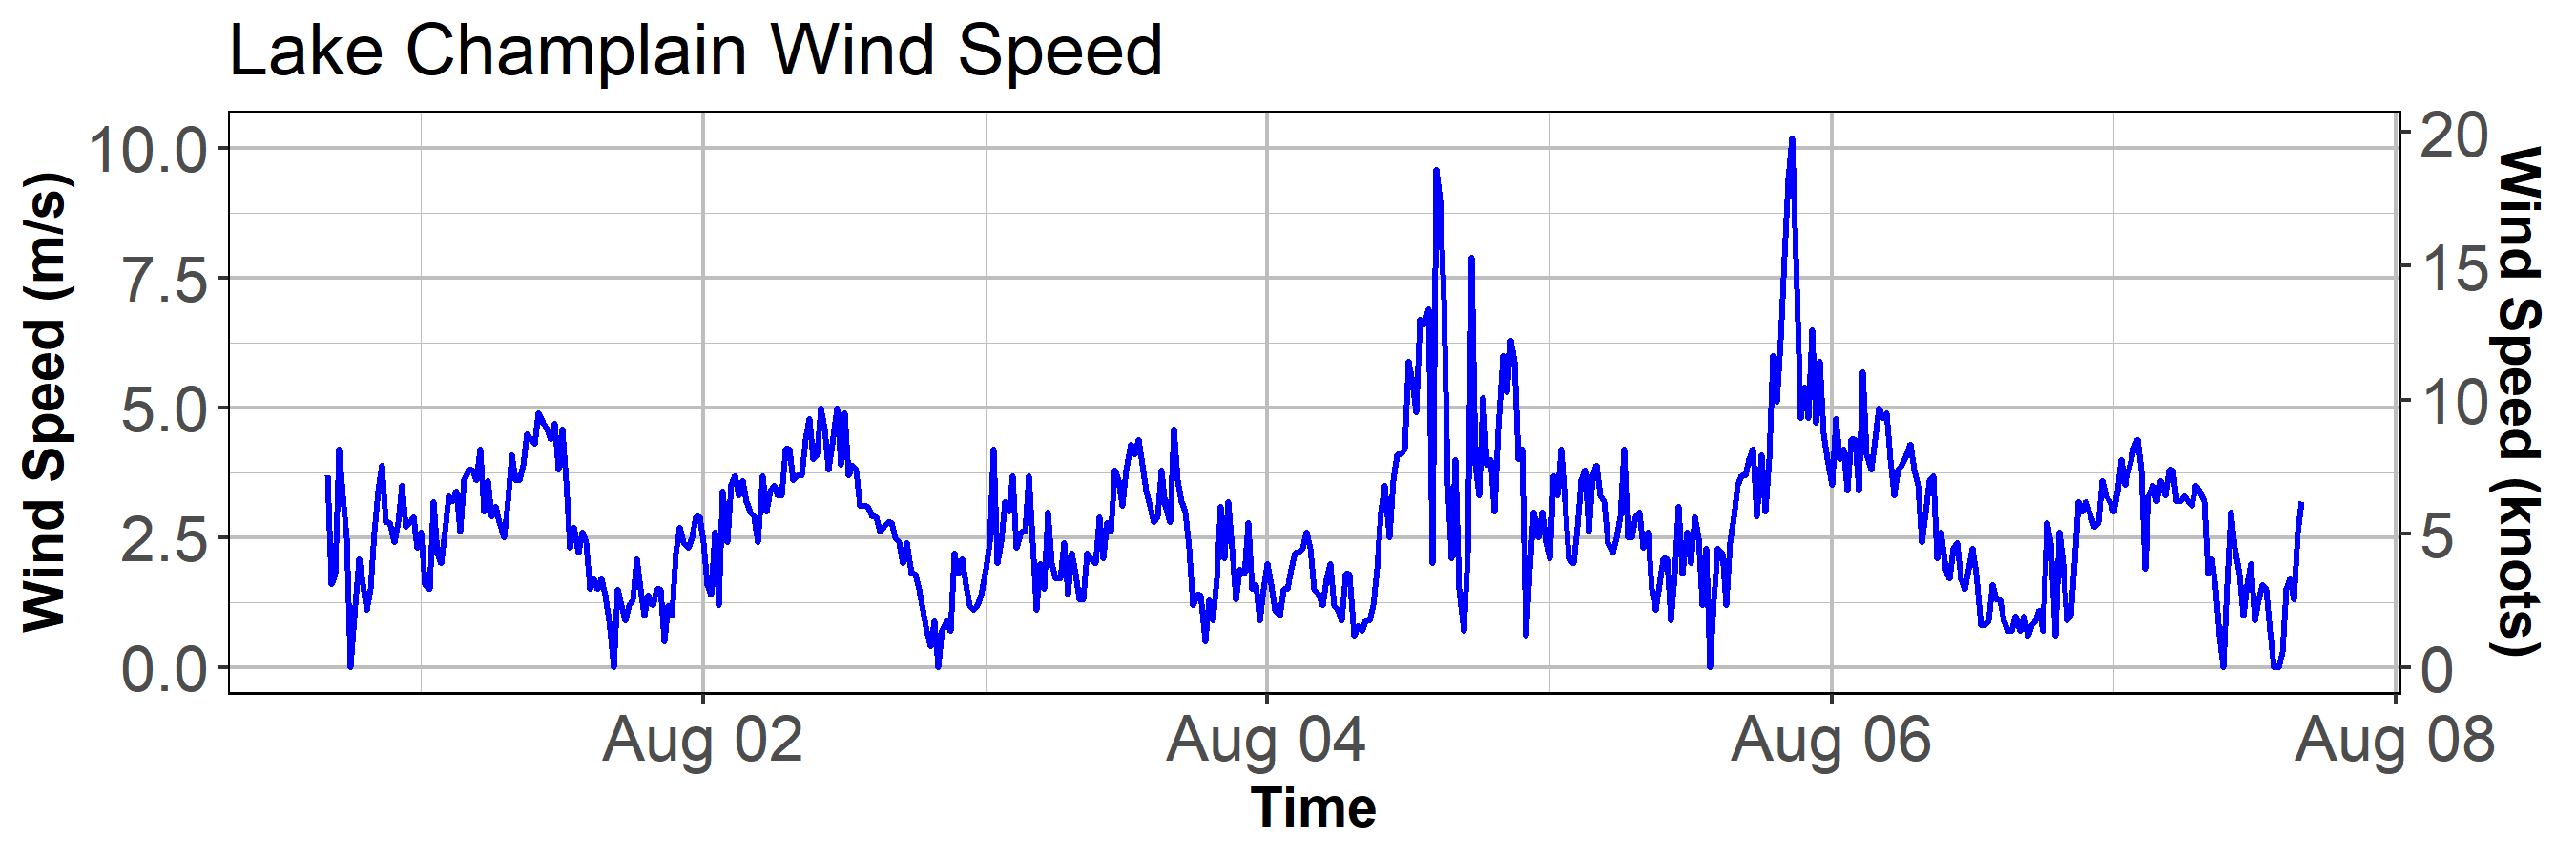 Lake Champlain Wind Speed
10.0
7.5
5.0
2.5
0.0
Wind Speed (m/s)
20
15
10
5
0
Wind Speed (knots)
Aug 02
Aug 04
Aug 06
Aug 08
Time